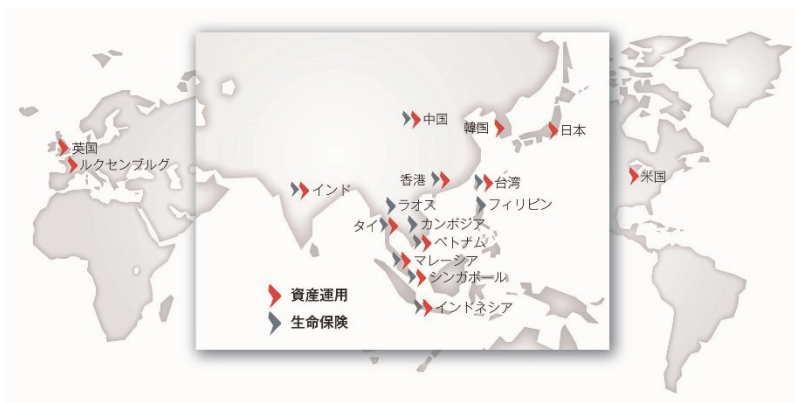 英国
ルクセンブルグ
中国
韓国
日本
香港
台湾
米国
インド
ラオス
フィリピン
タイ
カンボジア
ベトナム
マレーシア
シンガポール
インドネシア
資産運用
生命保険